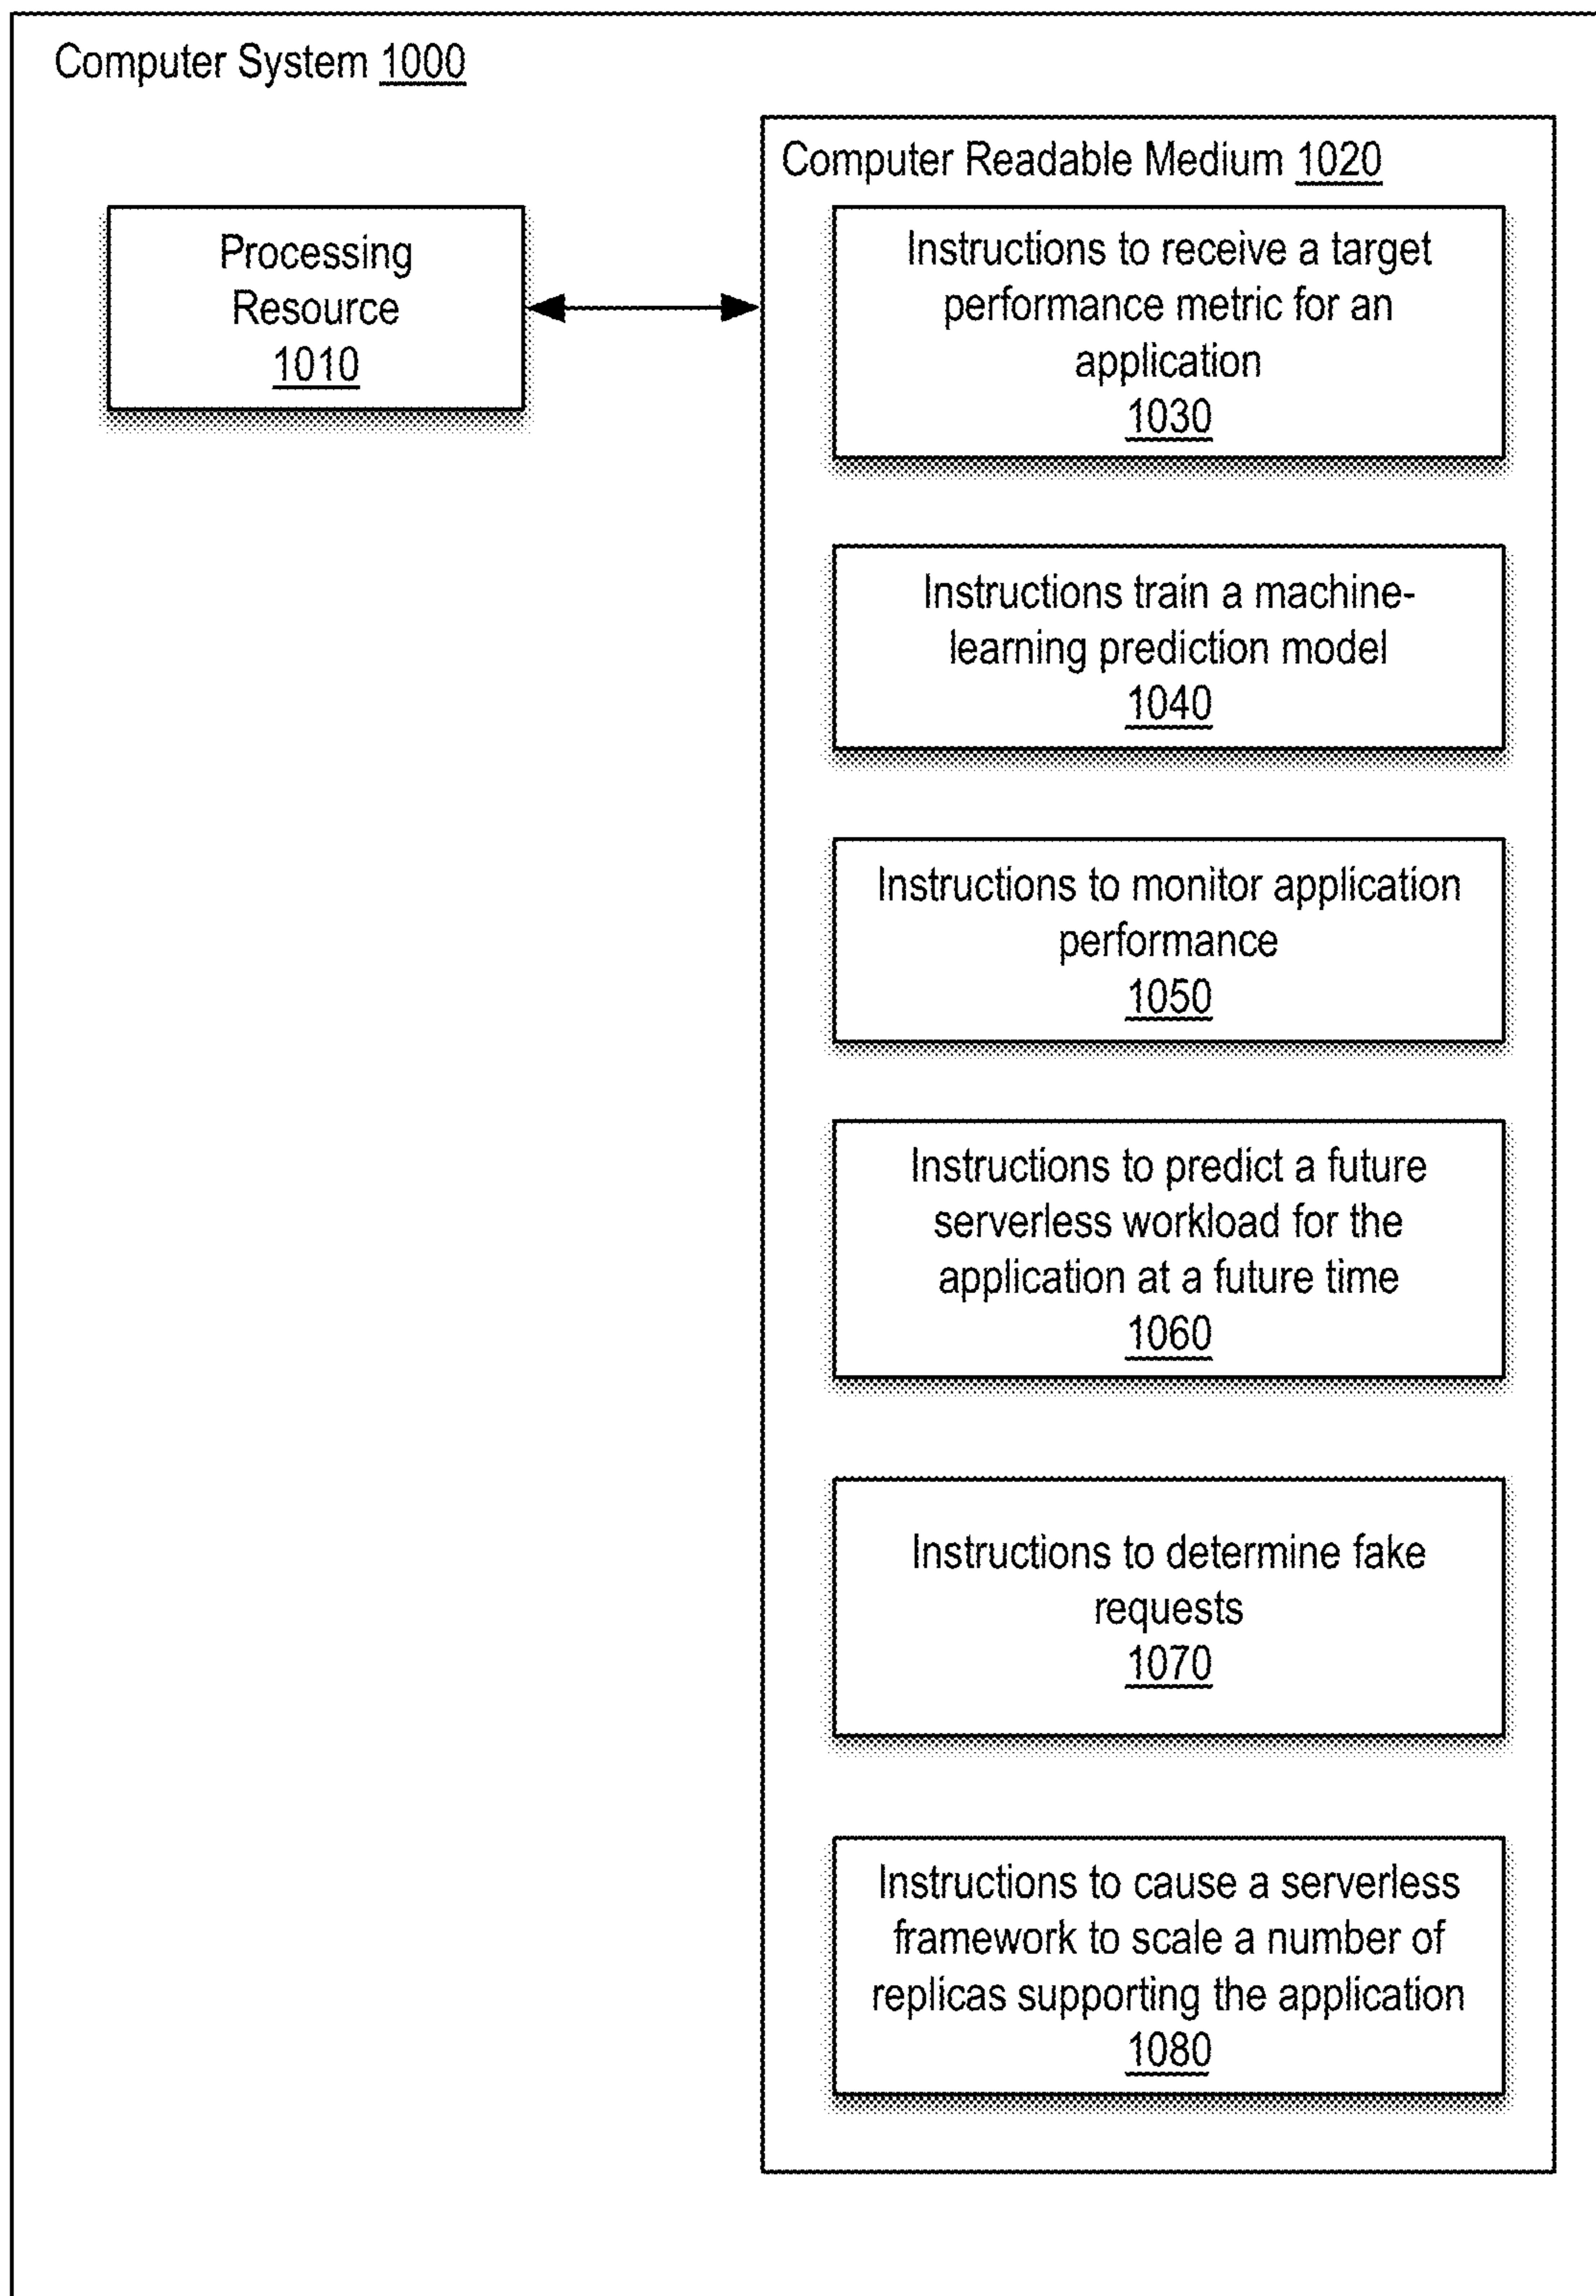 Computer System 1000
Processing
Resource
1010
Computer Readable Medium 1020
Instructions to receive a target
performance metric for an
application
1030
Instructions train a machine-
learning prediction model
1040
Instructions to monitor application
performance
1050
Instructions to predict a future
serverless workload for the
application at a future time
1060
Instructions to determine fake
requests
1070
Instructions to cause a serverless
framework to scale a number of
replicas supporting the application
1080